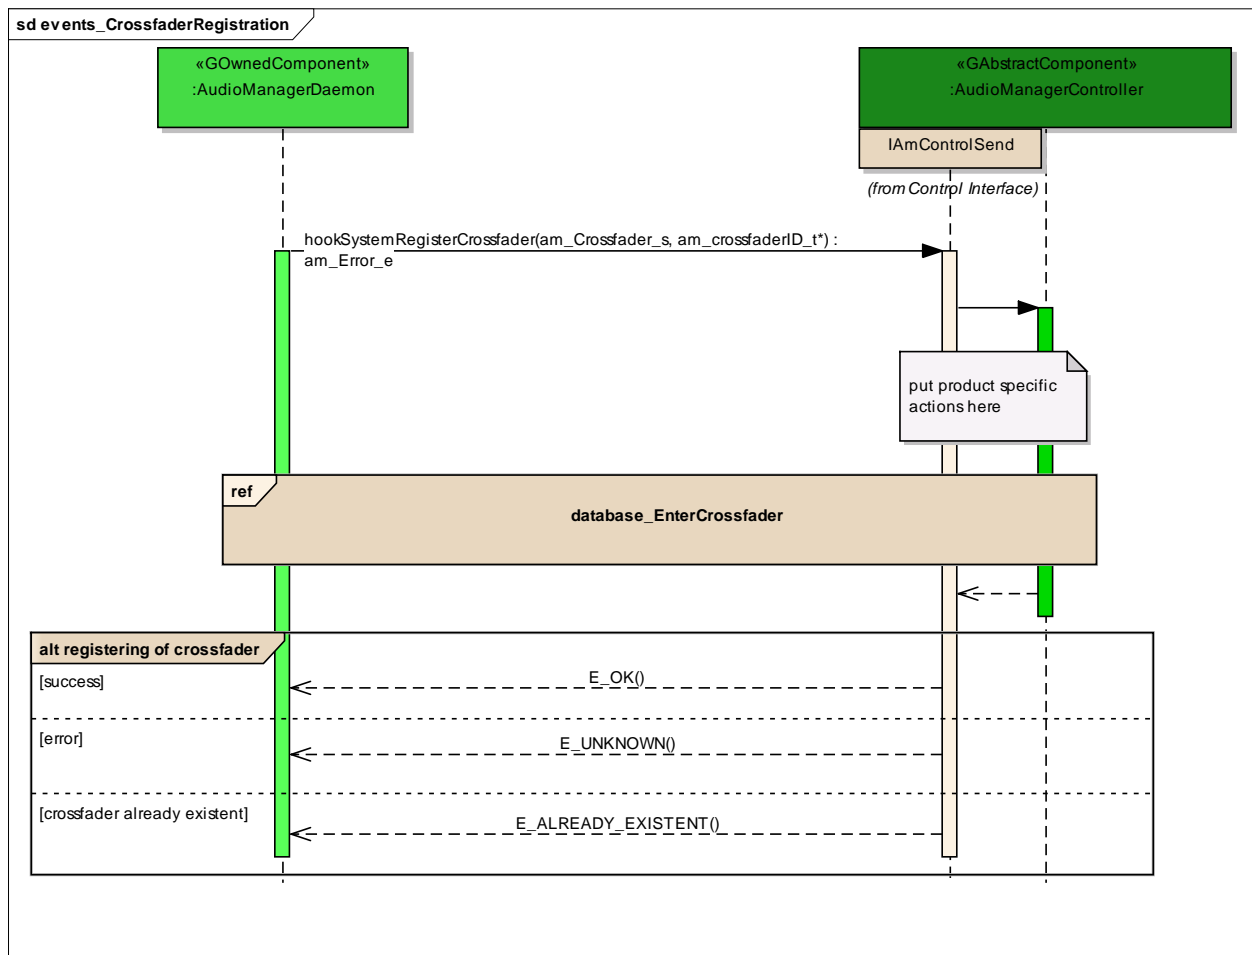 sd events_CrossfaderRegistration
«GOwnedComponent»
:AudioManagerDaemon
«GAbstractComponent»
:AudioManagerController
IAmControlSend
(from Control Interface)
hookSystemRegisterCrossfader(am_Crossfader_s, am_crossfaderID_t*) :
am_Error_e
put product specific
actions here
ref
database_EnterCrossfader
alt registering of crossfader
[success]
E_OK()
[error]
E_UNKNOWN()
[crossfader already existent]
E_ALREADY_EXISTENT()